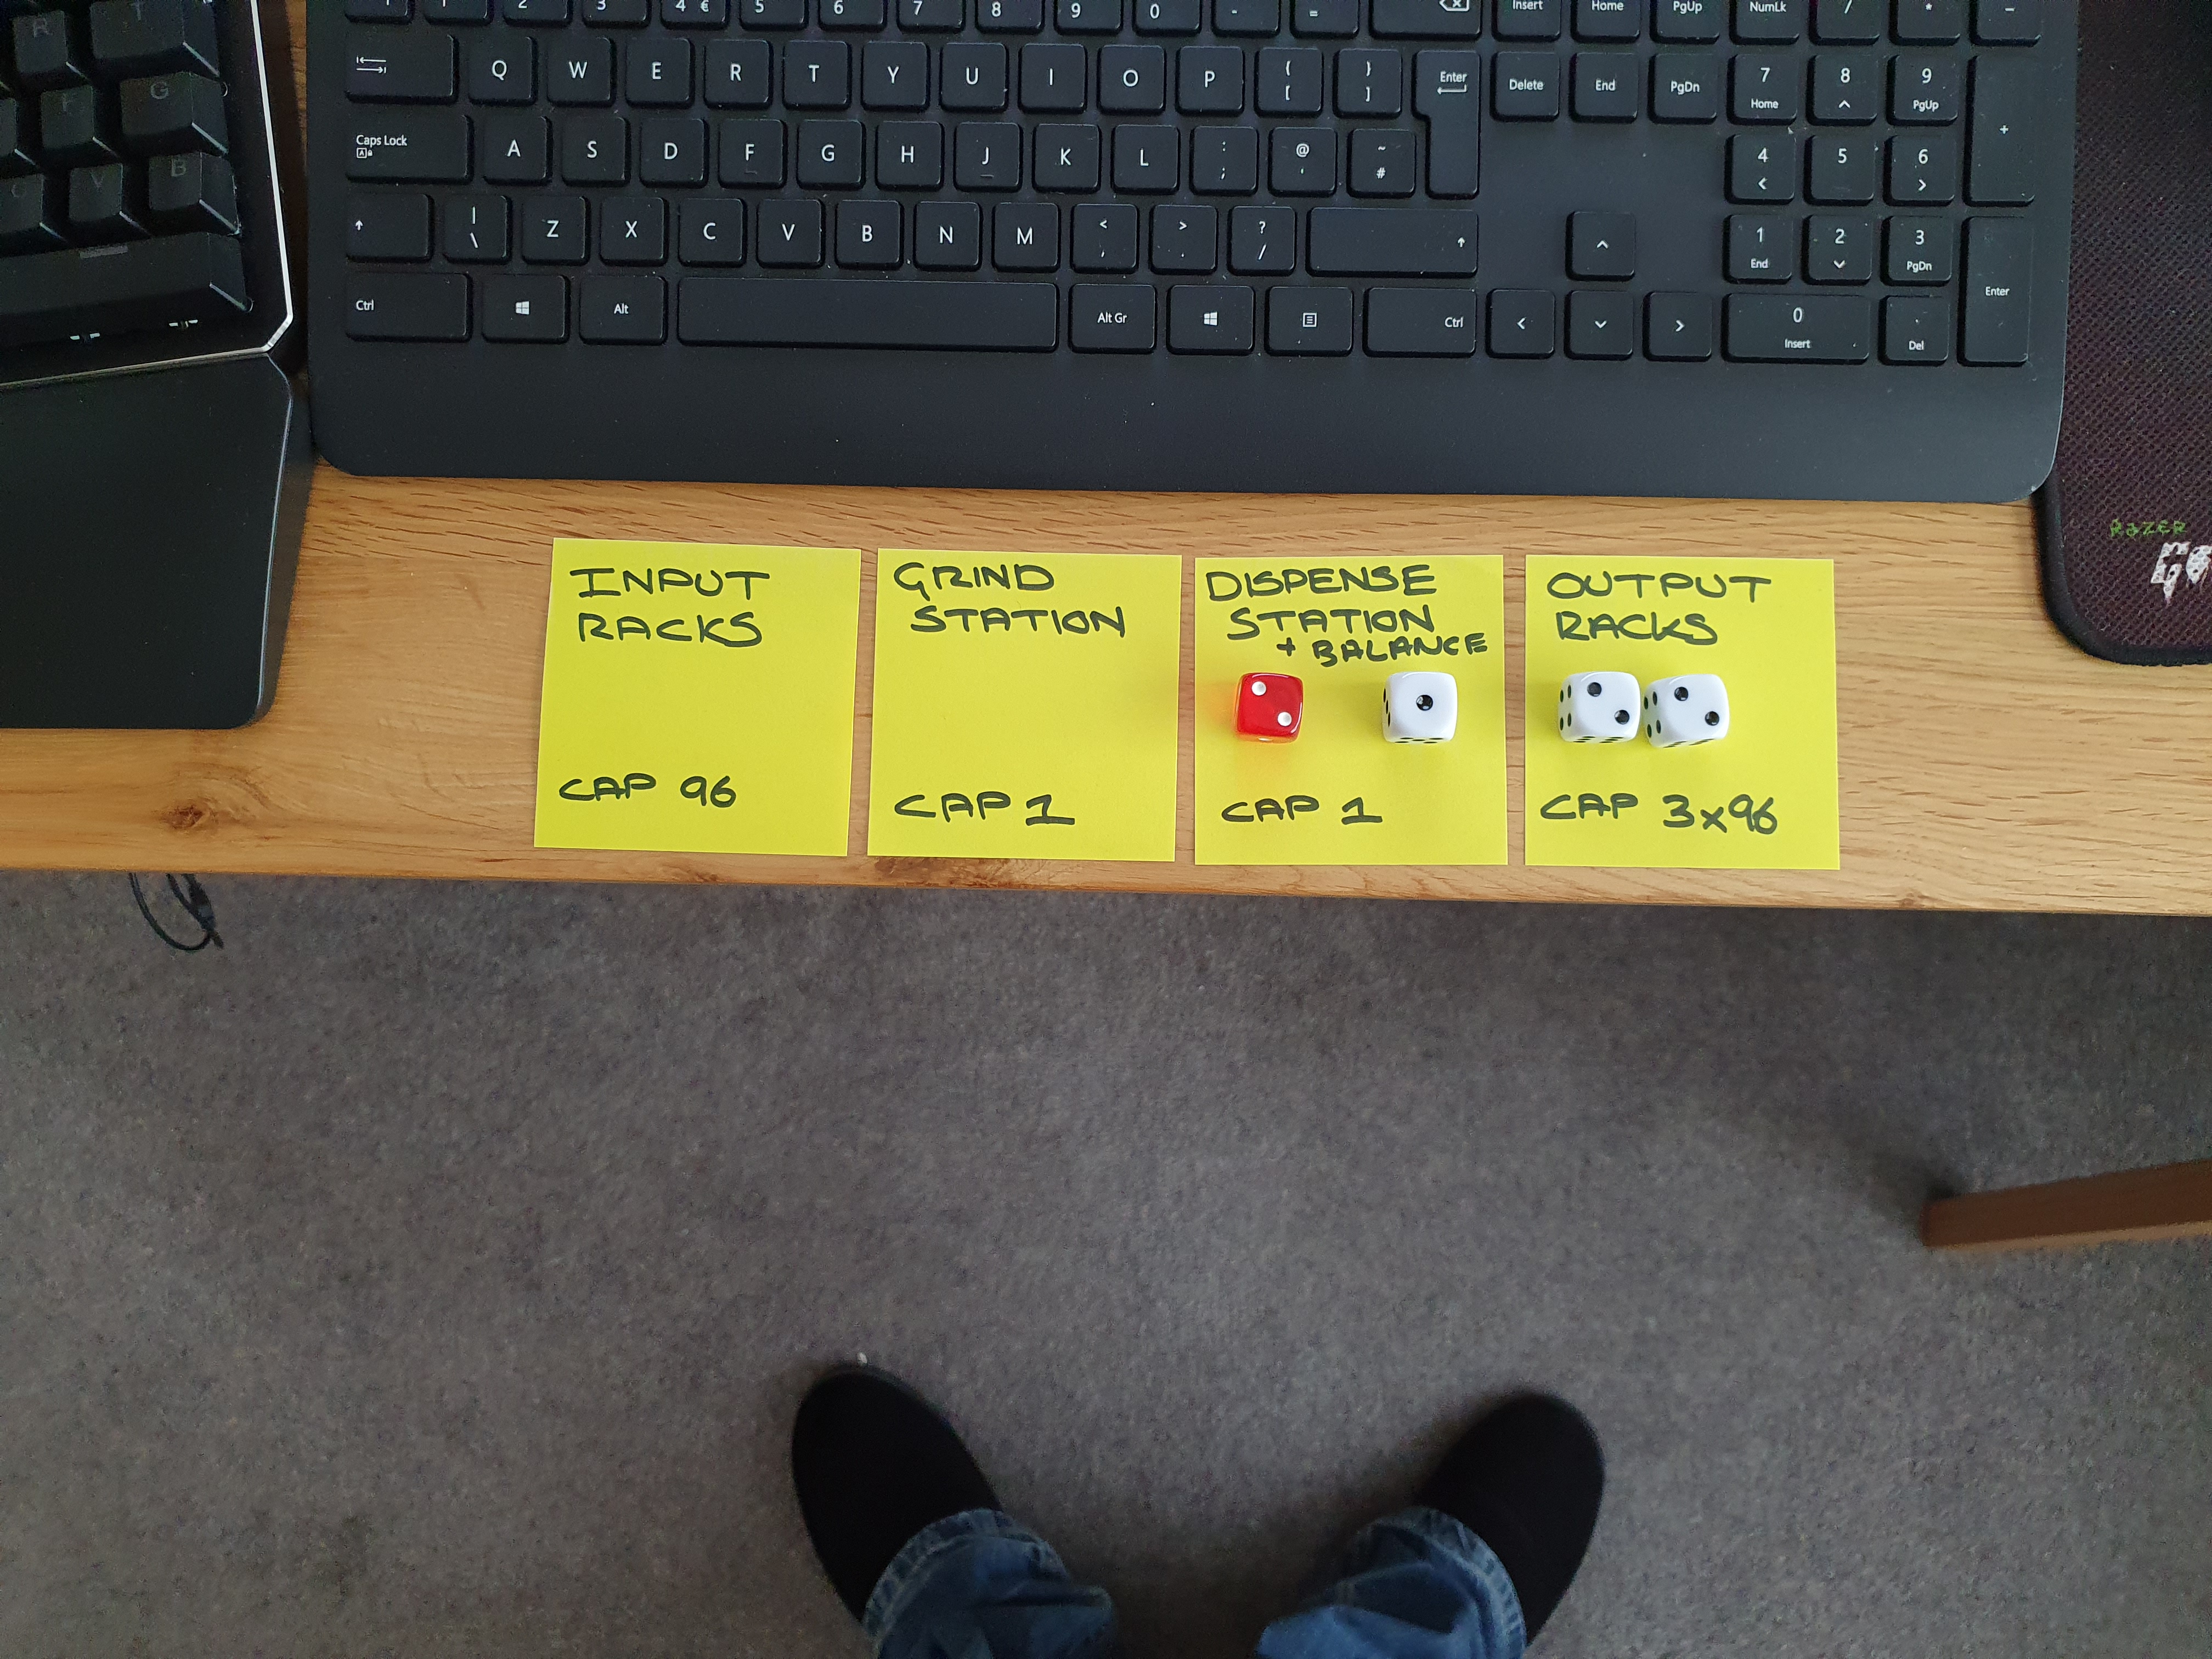 R T
F G
C V B
1 2 3 4 € 5 6 7 8 9 0 - = Insert Home PgUp NumLk / * -
Q W E R T Y U I O P { [ } ] Enter Delete End PgDn 7 Home 8 9 PgUp +
Caps Lock A S D F G H J K L : ; @ ' ~ # 4 5 6
| \ Z X C V B N M < , > . ? / 1 End 2 3 PgDn Enter
Ctrl Alt Alt Gr Ctrl 0 Insert . Del
RAZER
INPUT
RACKS
CAP 96
GRIND
STATION
CAP 1
DISPENSE
STATION
+ BALANCE
CAP 1
OUTPUT
RACKS
CAP 3x96